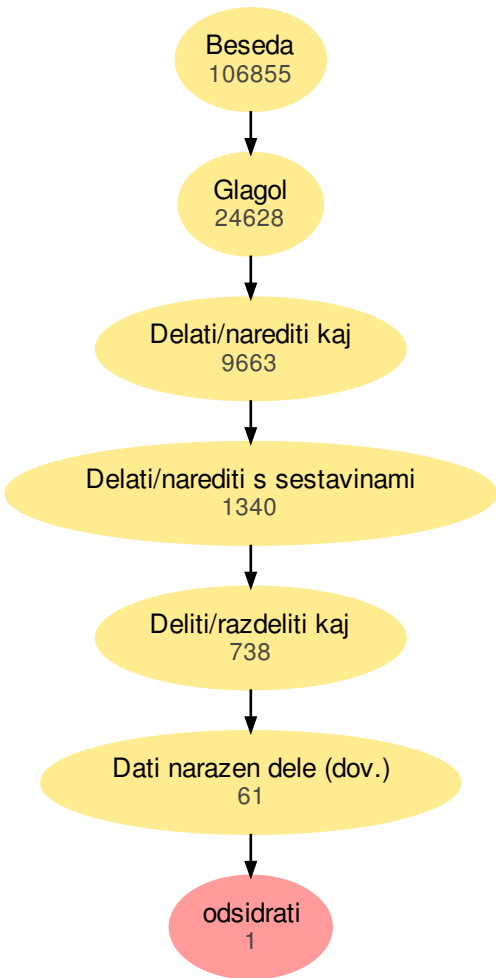 Beseda
106855
Glagol
24628
Delati/narediti kaj
9663
Delati/narediti s sestavinami
1340
Deliti/razdeliti kaj
738
Dati narazen dele (dov.)
61
odsidrati
1